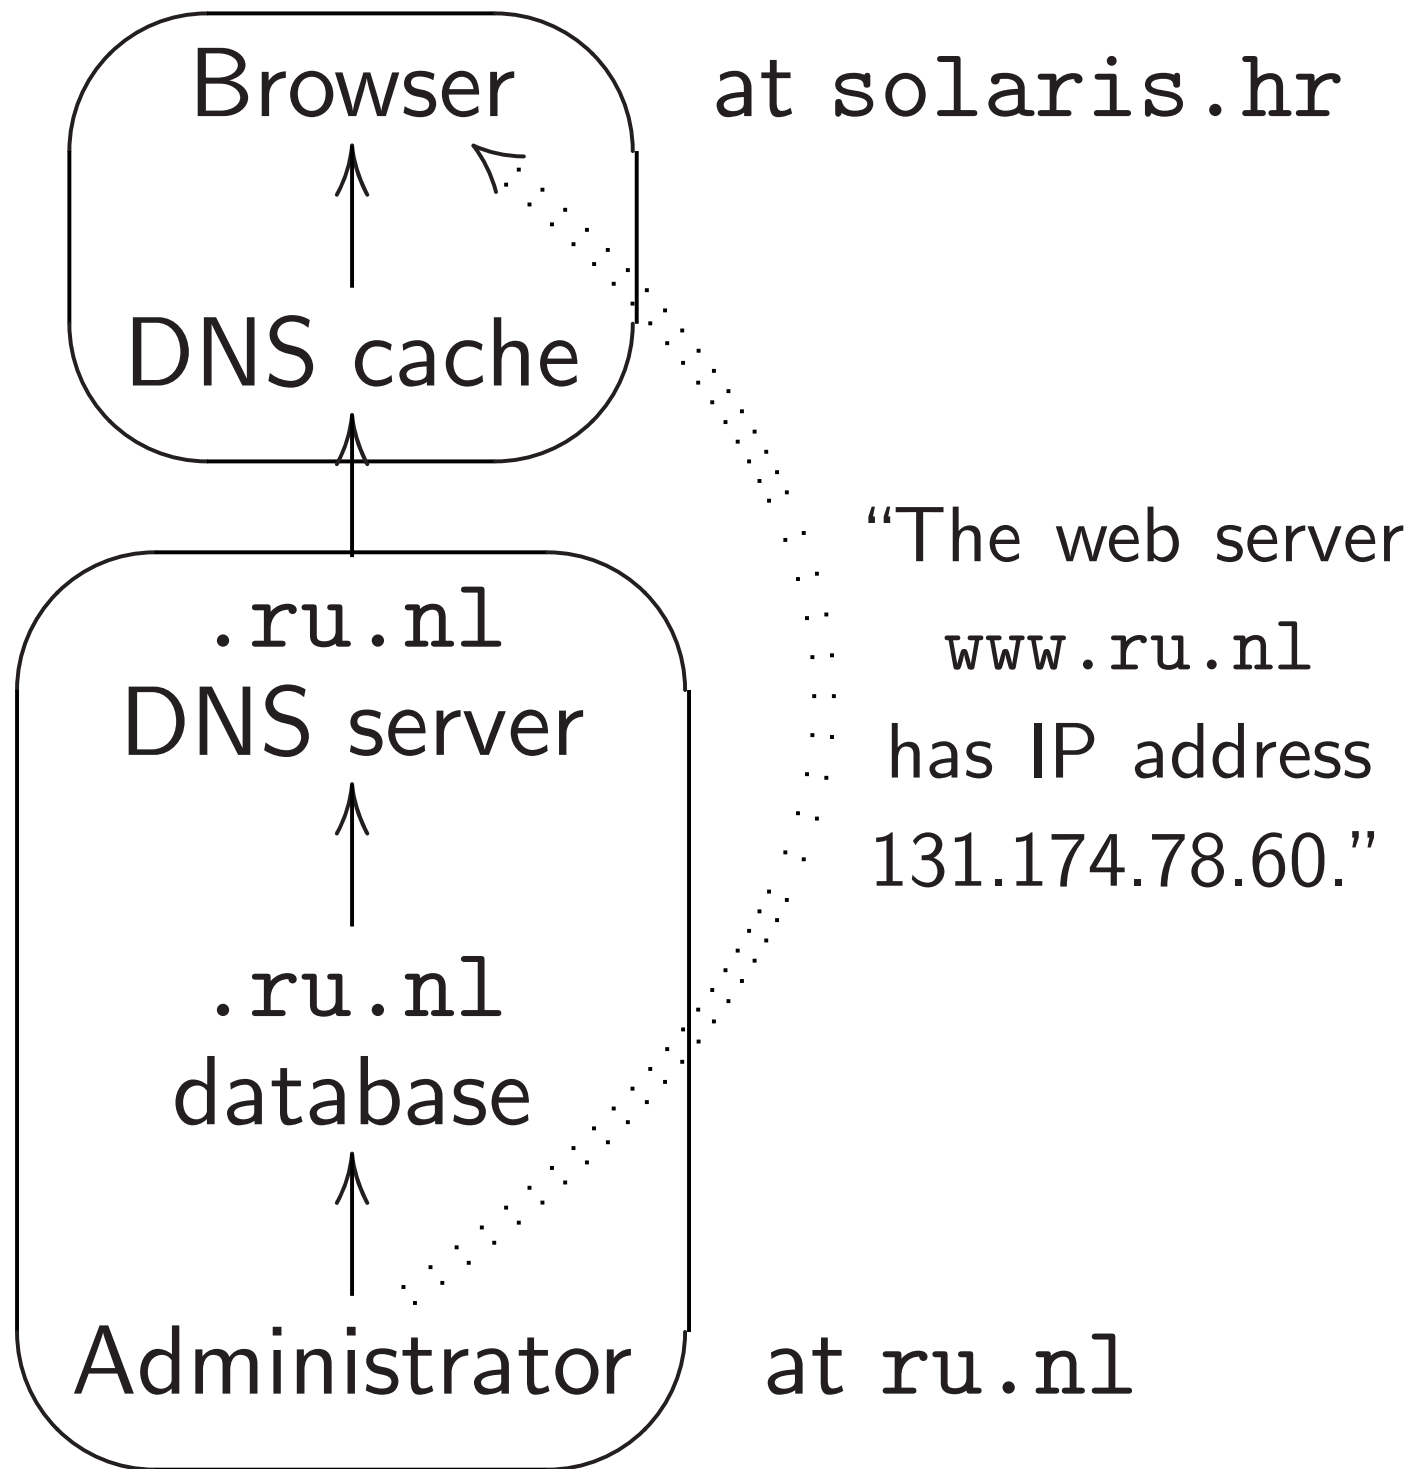 Browser at solaris.hr
DNS cache
“The web server
www.ru.nl
has IP address
131.174.78.60.”
.ru.nl
DNS server
.ru.nl
database
Administrator at ru.nl